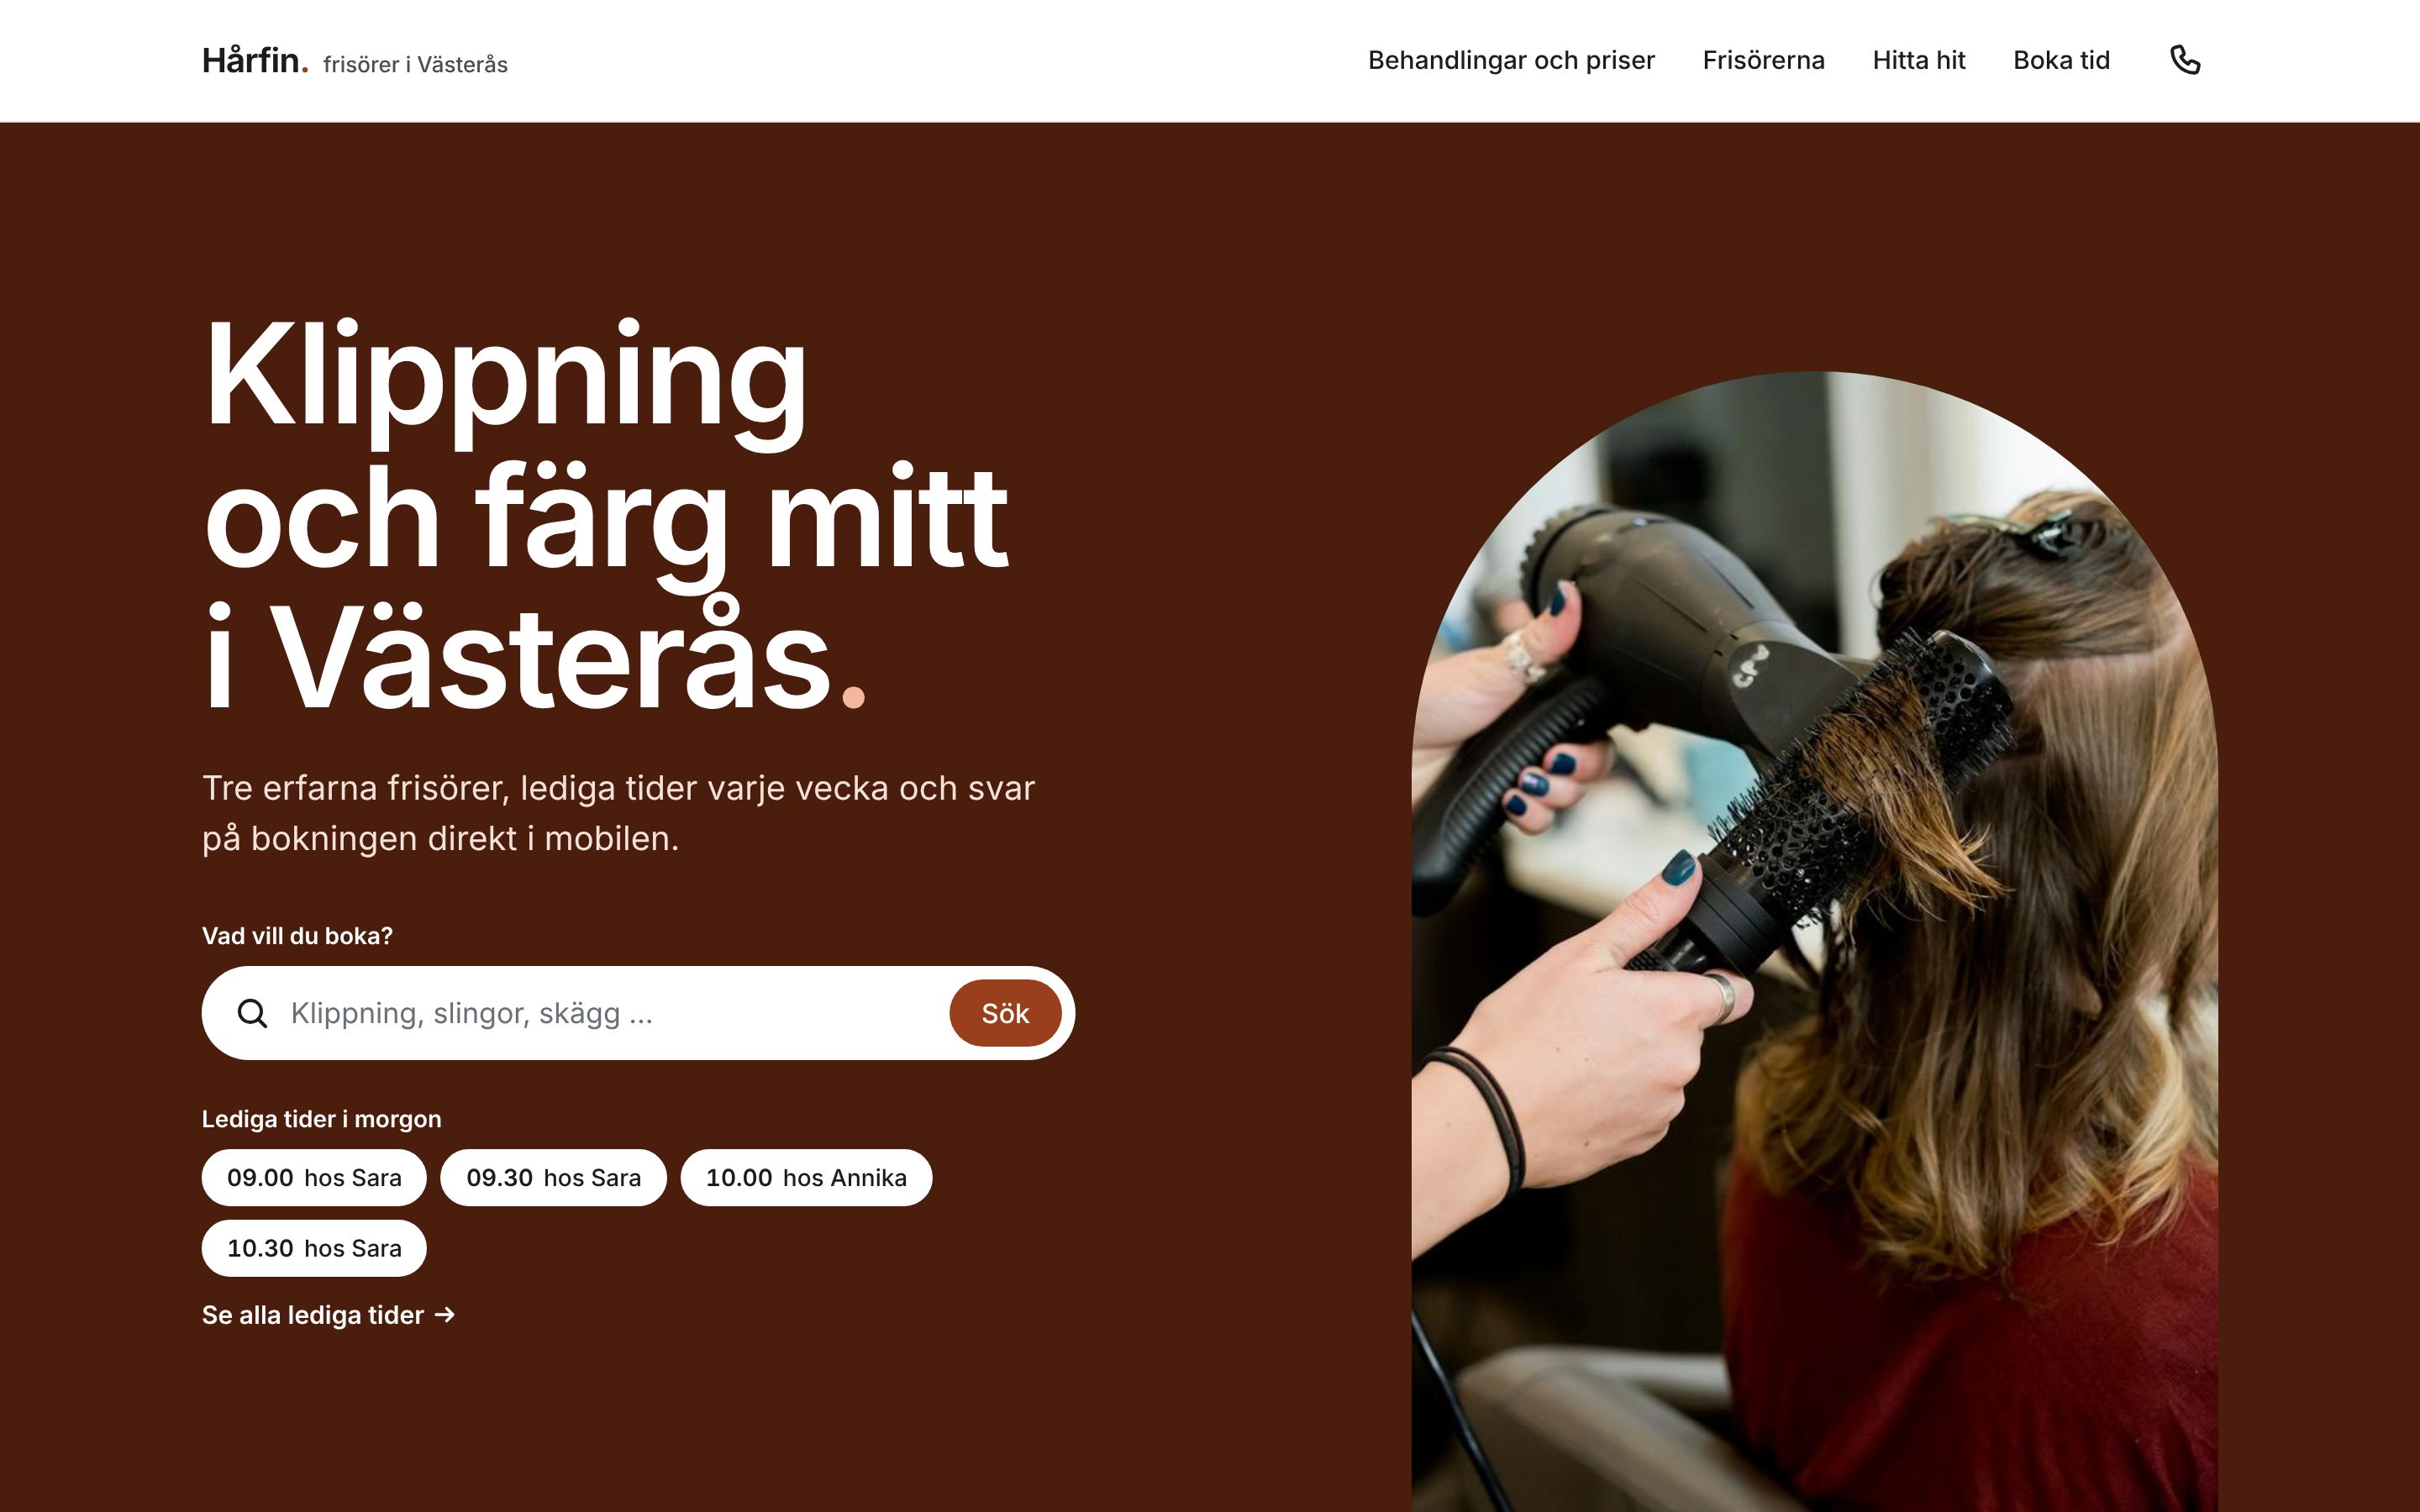 Hårfin. frisörer i Västerås
Behandlingar och priser Frisörerna Hitta hit Boka tid
Klippning
och färg mitt
i Västerås.
Tre erfarna frisörer, lediga tider varje vecka och svar
på bokningen direkt i mobilen.
Vad vill du boka?
Klippning, slingor, skägg ...
Sök
Lediga tider i morgon
09.00 hos Sara
09.30 hos Sara
10.00 hos Annika
10.30 hos Sara
Se alla lediga tider →